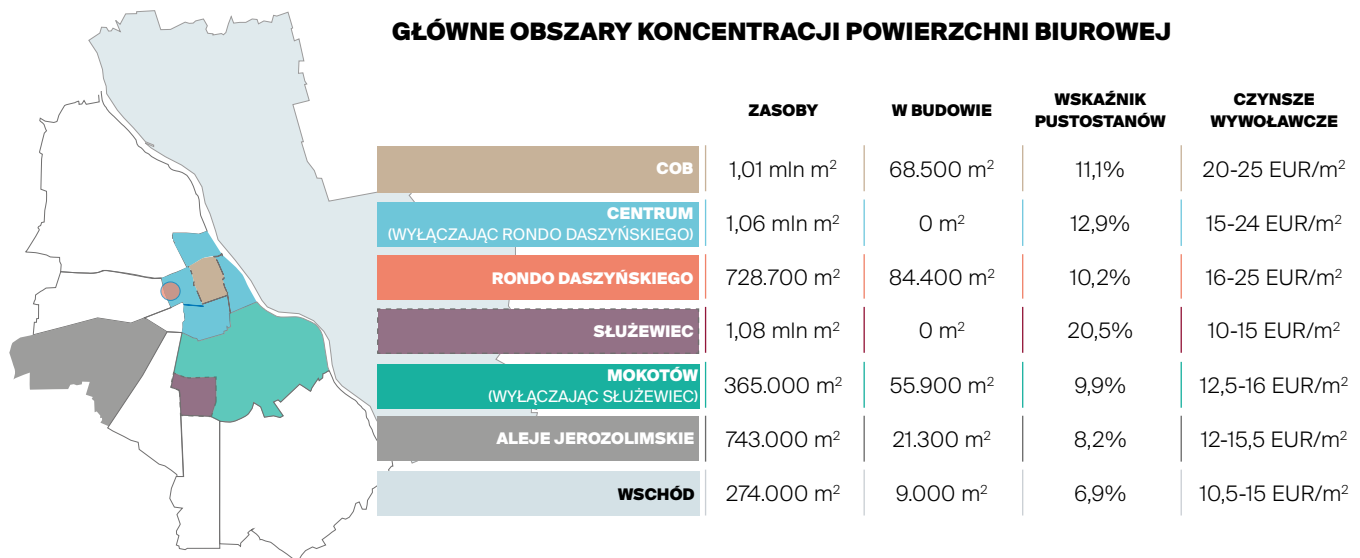 GŁÓWNE OBSZARY KONCENTRACJI POWIERZCHNI BIUROWEJ
ZASOBY W BUDOWIE WSKAŹNIK PUSTOSTANÓW CZYNSZE WYWOŁAWCZE
COB 1,01 mln m² 68.500 m² 11,1% 20-25 EUR/m²
CENTRUM
(WYŁĄCZAJĄC RONDO DASZYŃSKIEGO) 1,06 mln m² 0 m² 12,9% 15-24 EUR/m²
RONDO DASZYŃSKIEGO 728.700 m² 84.400 m² 10,2% 16-25 EUR/m²
SŁUŻEWIEC 1,08 mln m² 0 m² 20,5% 10-15 EUR/m²
MOKOTÓW
(WYŁĄCZAJĄC SŁUŻEWIEC) 365.000 m² 55.900 m² 9,9% 12,5-16 EUR/m²
ALEJE JEROZOLIMSKIE 743.000 m² 21.300 m² 8,2% 12-15,5 EUR/m²
WSCHÓD 274.000 m² 9.000 m² 6,9% 10,5-15 EUR/m²